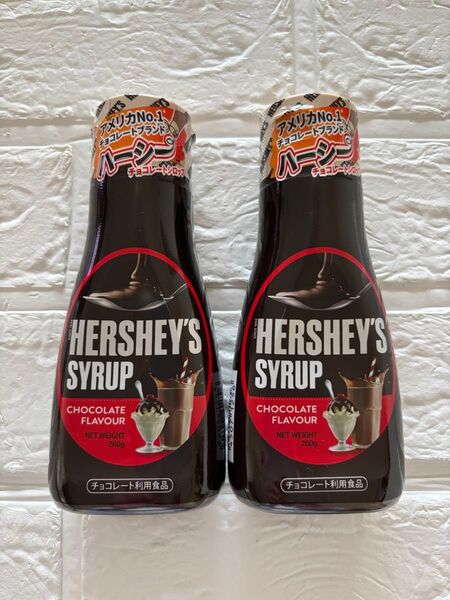 アメリカNo.1
チョコレートブランド
ハーシー
チョコレートシロップ
HERSHEY'S
SYRUP
CHOCOLATE
FLAVOUR
NET WEIGHT
260g
チョコレート利用食品
アメリカNo.1
チョコレートブランド
ハーシー
チョコレートシロップ
HERSHEY'S
SYRUP
CHOCOLATE
FLAVOUR
NET WEIGHT
260g
チョコレート利用食品